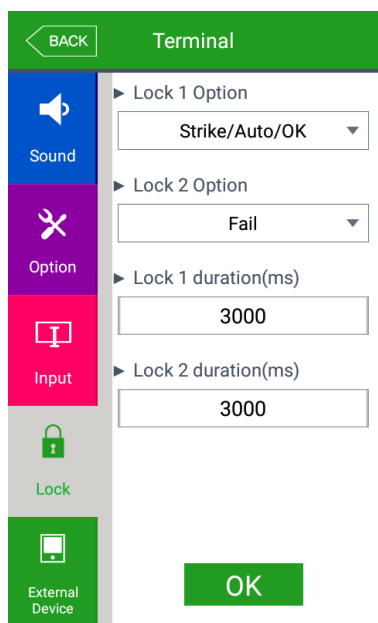 BACK
Terminal
Sound
Option
Input
Lock
External
Device
► Lock 1 Option
Strike/Auto/OK
► Lock 2 Option
Fail
► Lock 1 duration(ms)
3000
► Lock 2 duration(ms)
3000
OK